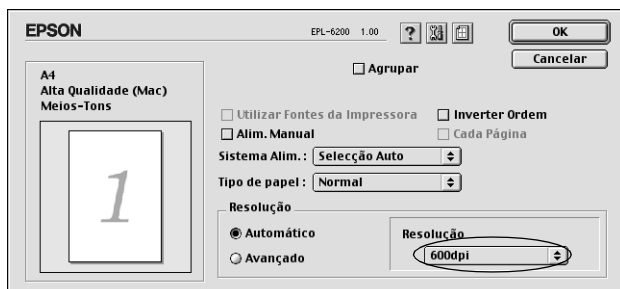 EPSON EPL-6200 1.00 ? OK
Cancelar
A4
Alta Qualidade (Mac)
Meios-Tons
1
Agrupar
Utilizar Fontes da Impressora Inverter Ordem
Alim. Manual Cada Página
Sistema Alim.: Selecção Auto
Tipo de papel: Normal
Resolução
Automático
Avançado
Resolução
600dpi